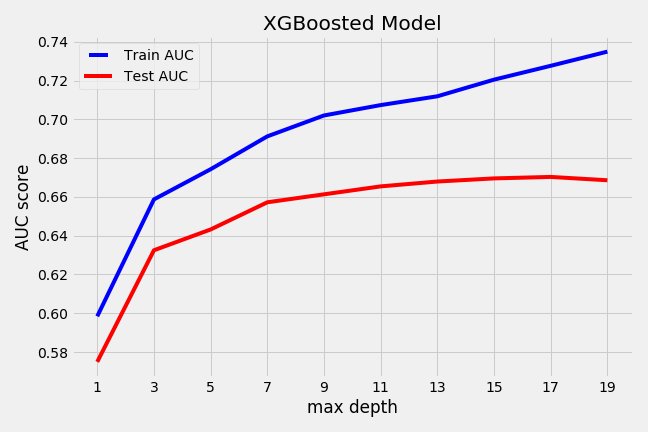 XGBoosted Model
Train AUC
Test AUC
AUC score
0.74
0.72
0.70
0.68
0.66
0.64
0.62
0.60
0.58
1 3 5 7 9 11 13 15 17 19
max depth